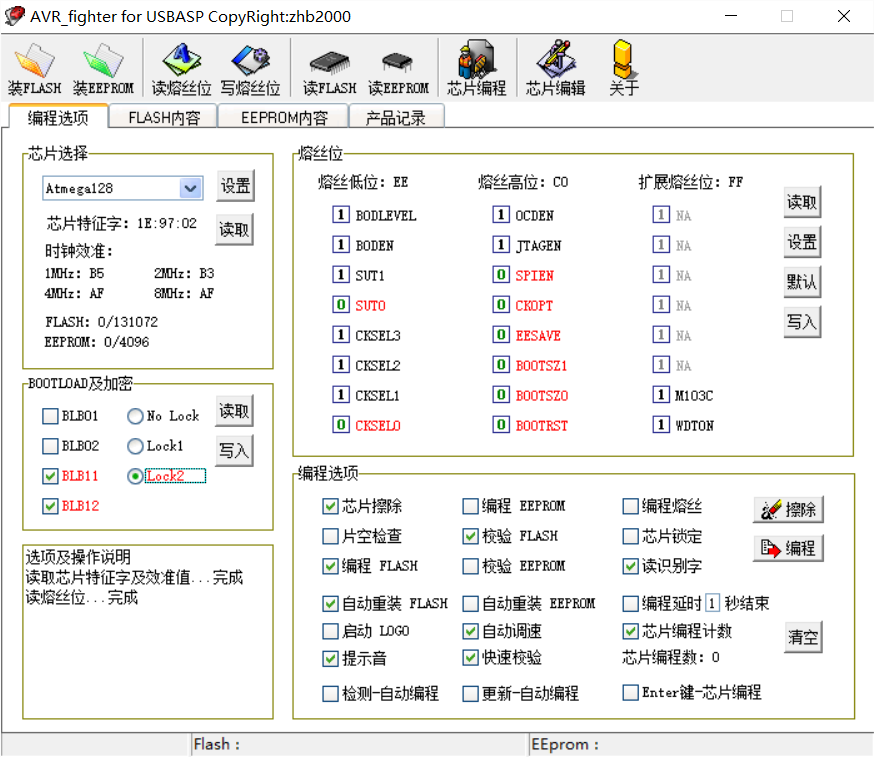 AVR_fighter for USBASP CopyRight:zhb2000
装FLASH 装EEPROM 读熔丝位 写熔丝位 读FLASH 读EEPROM 芯片编程 芯片编辑 关于
编程选项 FLASH内容 EEPROM内容 产品记录
芯片选择
Atmega128 设置
芯片特征字: 1E:97:02 读取
时钟效准:
1MHz: B5 2MHz: B3
4MHz: AF 8MHz: AF
FLASH: 0/131072
EEPROM: 0/4096
BOOTLOAD及加密
BLB01 No Lock 读取
BLB02 Lock1 写入
BLB11 Lock2
BLB12
选项及操作说明
读取芯片特征字及效准值...完成
读熔丝位...完成
熔丝位
熔丝低位: EE 熔丝高位: C0 扩展熔丝位: FF 读取
1 BODLEVEL 1 OCDEN 1 NA
1 BODEN 1 JTAGEN 1 NA 设置
1 SUT1 0 SPIEN 1 NA 默认
0 SUT0 0 CKOPT 1 NA 写入
1 CKSEL3 0 EESAVE 1 NA
1 CKSEL2 0 BOOTSZ1 1 NA
1 CKSEL1 0 BOOTSZ0 1 M103C
0 CKSEL0 0 BOOTRST 1 WDTON
编程选项
芯片擦除 编程 EEPROM 编程熔丝 擦除
片空检查 校验 FLASH 芯片锁定 编程
编程 FLASH 校验 EEPROM 读识别字
自动重装 FLASH 自动重装 EEPROM 编程延时 1 秒结束
启动 LOGO 自动调速 芯片编程计数 清空
提示音 快速校验 芯片编程数: 0
检测-自动编程 更新-自动编程 Enter键-芯片编程
Flash : EEprom :